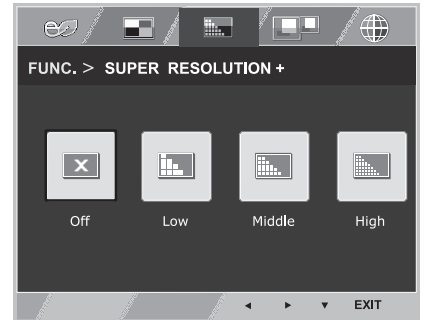 FUNC. > SUPER RESOLUTION +
Off Low Middle High
EXIT